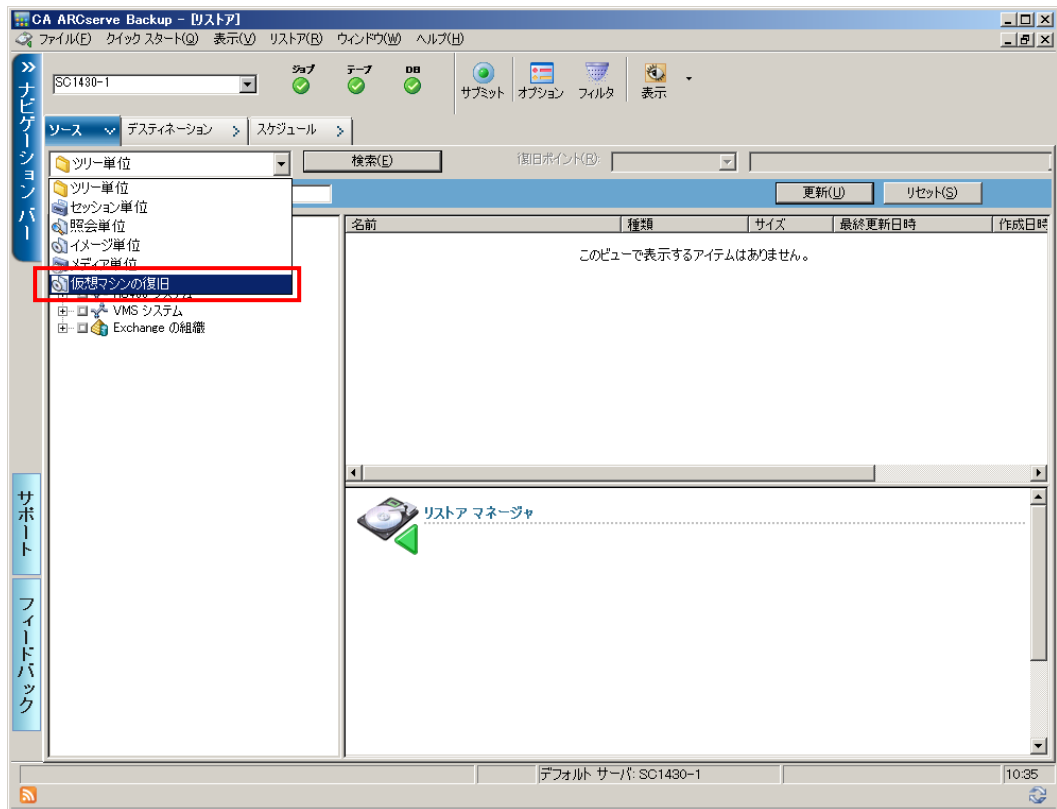 CA ARCserve Backup - [リストア]
ファイル(F) クイック スタート(Q) 表示(V) リストア(R) ウィンドウ(W) ヘルプ(H)
ナビゲーション バー
SC1430-1
ジョブ テープ DB
サブミット オプション フィルタ 表示
ソース デスティネーション スケジュール
ツリー単位 検索(E) 復旧ポイント(R):
ツリー単位
セッション単位
照会単位
イメージ単位
メディア単位
仮想マシンの復旧
更新(U) リセット(S)
名前 種類 サイズ 最終更新日時 作成日時
このビューで表示するアイテムはありません。
VMS システム
Exchange の組織
リストア マネージャ
サポート
フィードバック
デフォルト サーバ: SC1430-1
10:35